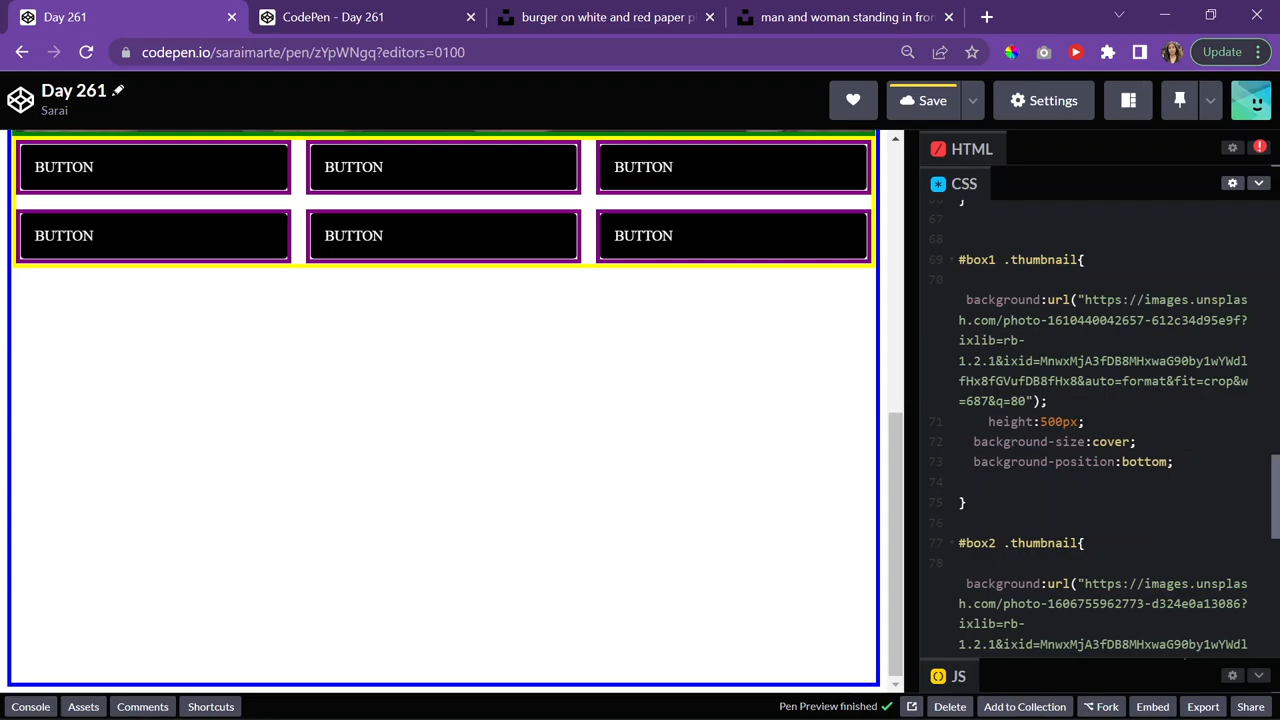 Day 261
CodePen - Day 261
burger on white and red paper pl
man and woman standing in fron
codepen.io/saraimarte/pen/zYpWNgq?editors=0100
Update
Day 261
Sarai
Save
Settings
BUTTON
BUTTON
BUTTON
BUTTON
BUTTON
BUTTON
HTML
CSS
67 }
68
69 #box1 .thumbnail{
70
background:url("https://images.unsplas
h.com/photo-1610440042657-612c34d95e9f?
ixlib=rb-
1.2.1&ixid=MnwxMjA3fDB8MHxwaG90by1wYWdl
fHx8fGVufDB8fHx8&auto=format&fit=crop&w
=687&q=80");
71 height:500px;
72 background-size:cover;
73 background-position:bottom;
74
75 }
76
77 #box2 .thumbnail{
78
background:url("https://images.unsplas
h.com/photo-1606755962773-d324e0a13086?
ixlib=rb-
1.2.1&ixid=MnwxMjA3fDB8MHxwaG90by1wYWdl
JS
Console
Assets
Comments
Shortcuts
Pen Preview finished
Delete
Add to Collection
Fork
Embed
Export
Share